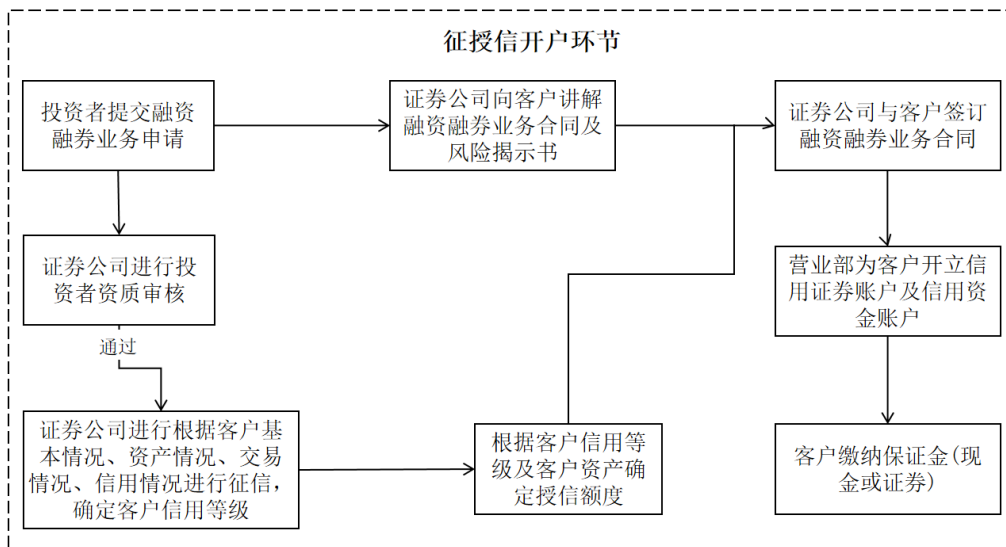 征授信开户环节
投资者提交融资
融券业务申请
证券公司向客户讲解
融资融券业务合同及
风险揭示书
证券公司与客户签订
融资融券业务合同
证券公司进行投
资者资质审核
营业部为客户开立信
用证券账户及信用资
金账户
通过
证券公司进行根据客户基
本情况、资产情况、交易
情况、信用情况进行征信,
确定客户信用等级
根据客户信用等
级及客户资产确
定授信额度
客户缴纳保证金(现
金或证券)